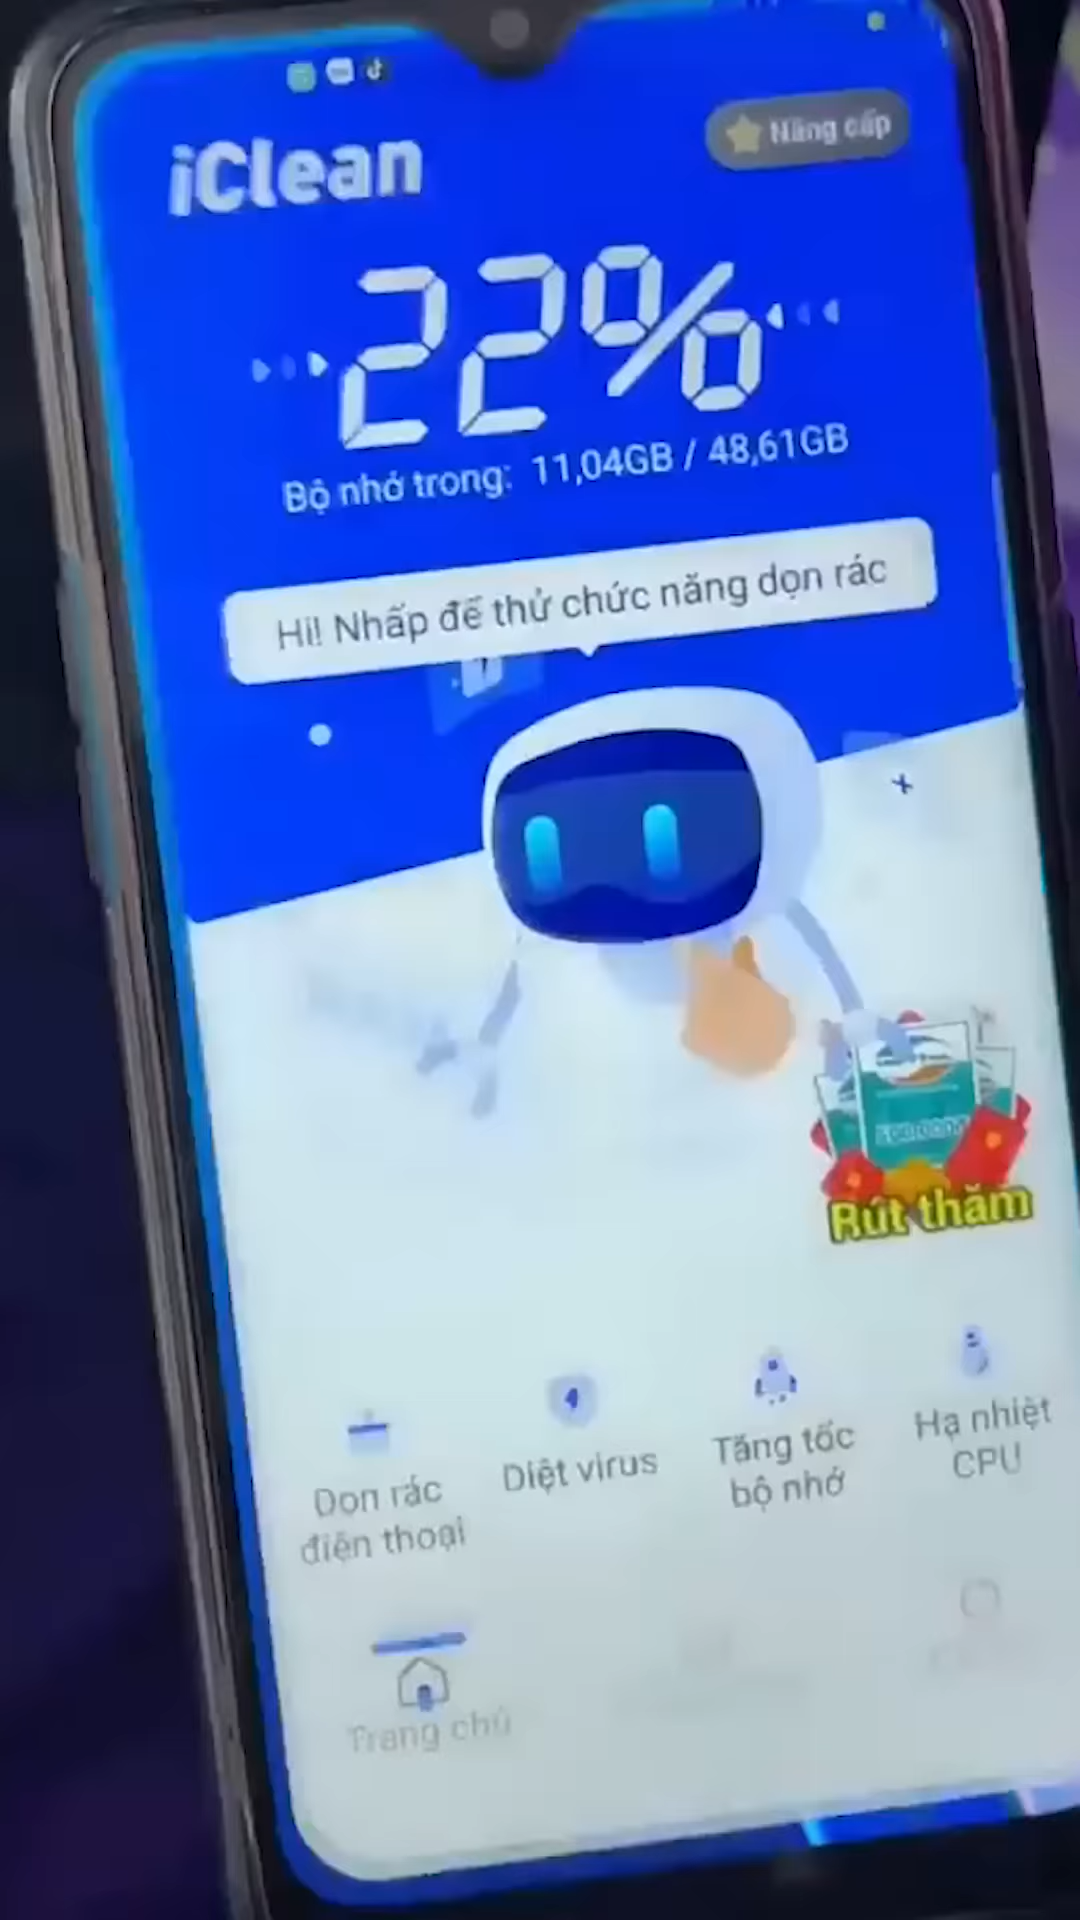 iClean
Nâng cấp
22%
Bộ nhớ trong: 11,04GB / 48,61GB
Hi! Nhấp để thử chức năng dọn rác
Rút thăm
Dọn rác
điện thoại
Diệt virus
Tăng tốc
bộ nhớ
Hạ nhiệt
CPU
Trang chủ